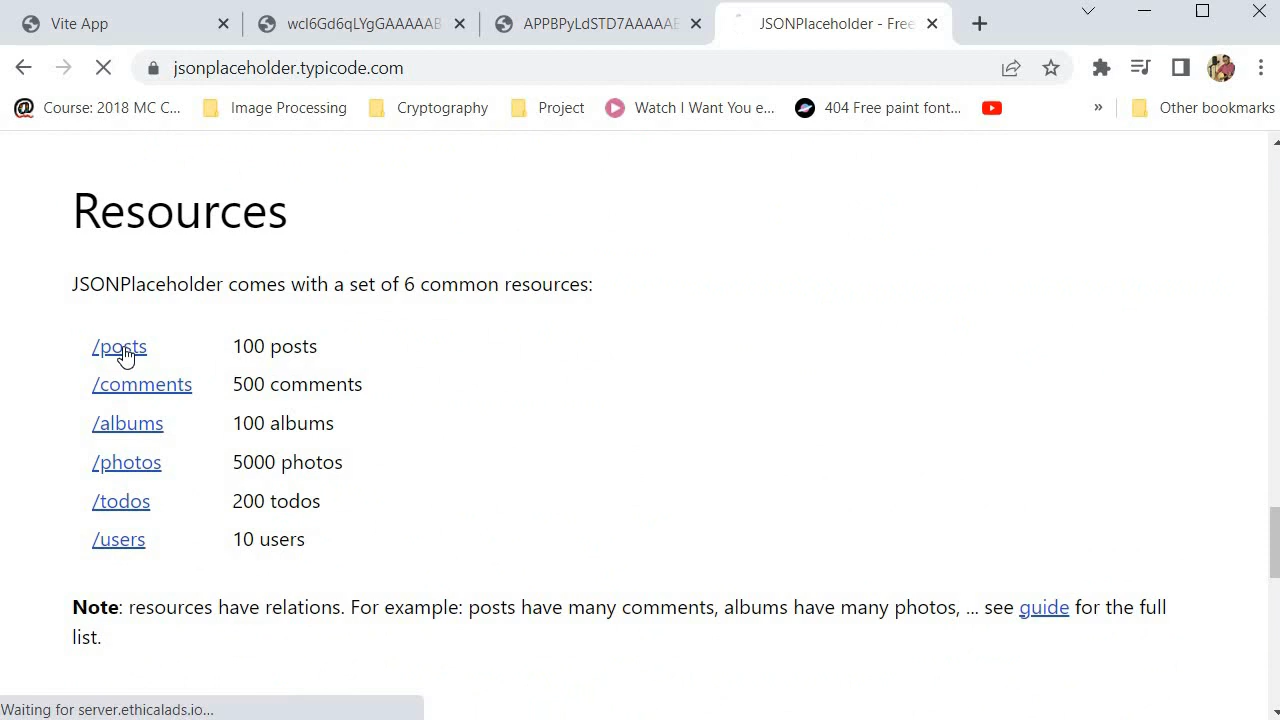 Vite App
wcI6Gd6qLYgGAAAAAB
APPBPyLdSTD7AAAAAE
JSONPlaceholder - Free
jsonplaceholder.typicode.com
Course: 2018 MC C...
Image Processing
Cryptography
Project
Watch I Want You e...
404 Free paint font...
»
Other bookmarks
Resources
JSONPlaceholder comes with a set of 6 common resources:
/posts 100 posts
/comments 500 comments
/albums 100 albums
/photos 5000 photos
/todos 200 todos
/users 10 users
Note: resources have relations. For example: posts have many comments, albums have many photos, ... see guide for the full
list.
Waiting for server.ethicalads.io...